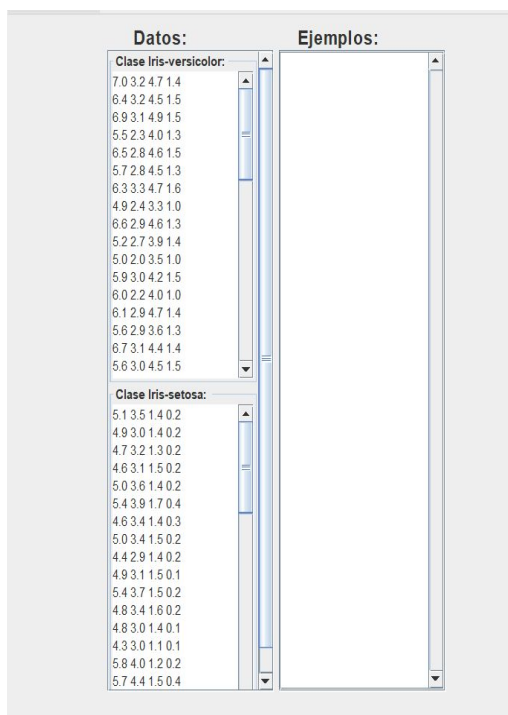 Datos:
Ejemplos:
Clase Iris-versicolor:
7.0 3.2 4.7 1.4
6.4 3.2 4.5 1.5
6.9 3.1 4.9 1.5
5.5 2.3 4.0 1.3
6.5 2.8 4.6 1.5
5.7 2.8 4.5 1.3
6.3 3.3 4.7 1.6
4.9 2.4 3.3 1.0
6.6 2.9 4.6 1.3
5.2 2.7 3.9 1.4
5.0 2.0 3.5 1.0
5.9 3.0 4.2 1.5
6.0 2.2 4.0 1.0
6.1 2.9 4.7 1.4
5.6 2.9 3.6 1.3
6.7 3.1 4.4 1.4
5.6 3.0 4.5 1.5
Clase Iris-setosa:
5.1 3.5 1.4 0.2
4.9 3.0 1.4 0.2
4.7 3.2 1.3 0.2
4.6 3.1 1.5 0.2
5.0 3.6 1.4 0.2
5.4 3.9 1.7 0.4
4.6 3.4 1.4 0.3
5.0 3.4 1.5 0.2
4.4 2.9 1.4 0.2
4.9 3.1 1.5 0.1
5.4 3.7 1.5 0.2
4.8 3.4 1.6 0.2
4.8 3.0 1.4 0.1
4.3 3.0 1.1 0.1
5.8 4.0 1.2 0.2
5.7 4.4 1.5 0.4